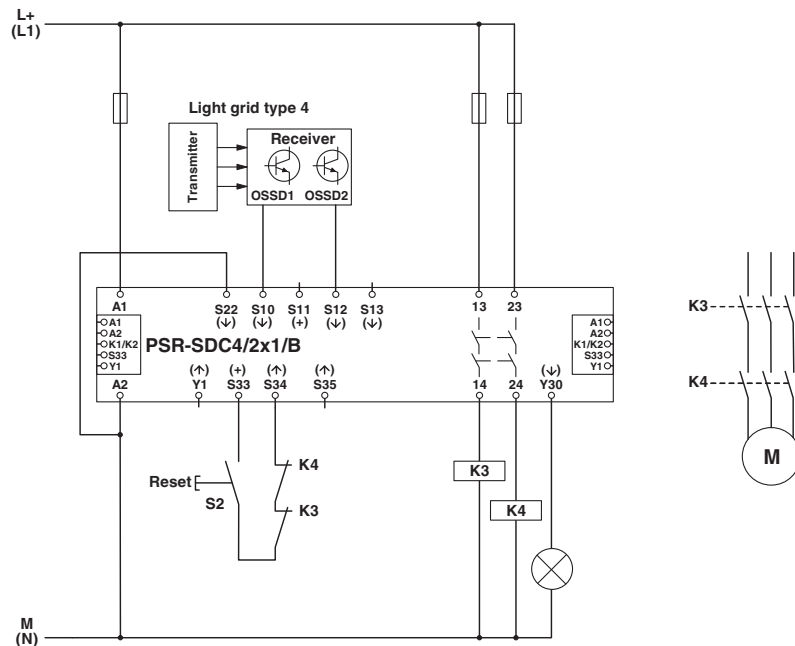 L+
(L1)
Light grid type 4
Transmitter
Receiver
OSSD1 OSSD2
A1 S22 S10 S11 S12 S13 13 23
(↓) (↓) (+) (↓) (↓)
A1
A2
K1/K2
S33
Y1
PSR-SDC4/2x1/B
A1
A2
K1/K2
S33
Y1
(↑) (+) (↑) (↑) (↓)
A2 Y1 S33 S34 S35 14 24 Y30
Reset
S2
K4
K3
K3
K4
M
(N)
K3
K4
M